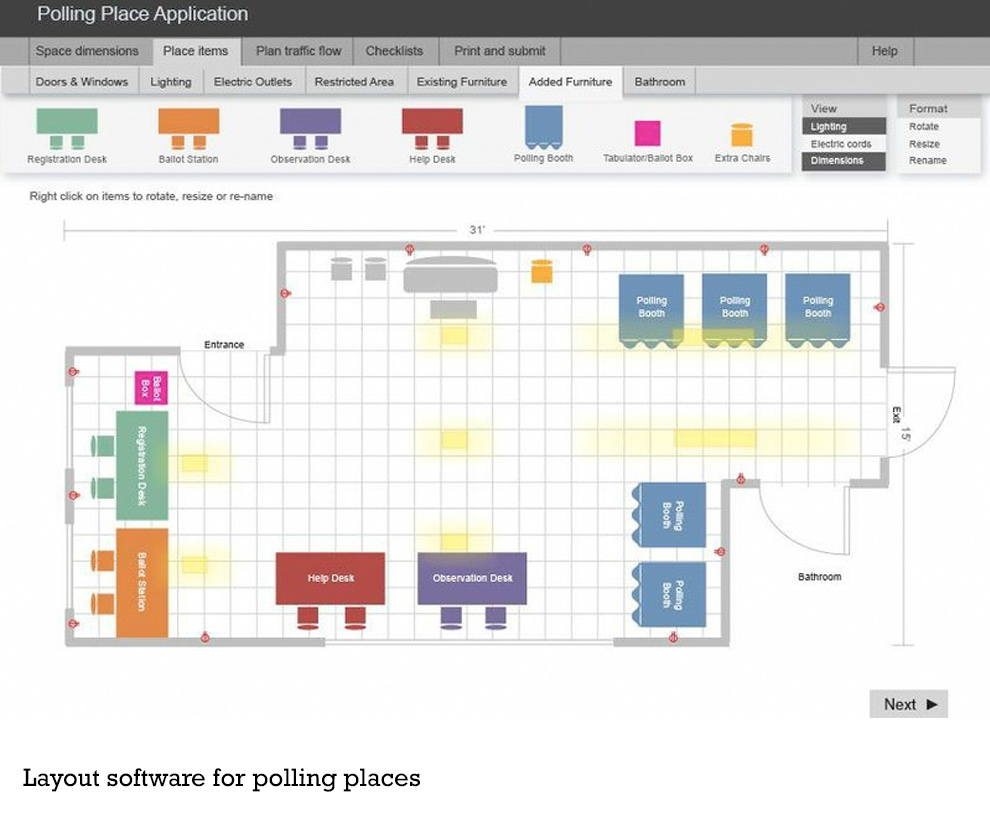 Polling Place Application
Space dimensions Place items Plan traffic flow Checklists Print and submit Help
Doors & Windows Lighting Electric Outlets Restricted Area Existing Furniture Added Furniture Bathroom
View Format
Lighting Rotate
Electric cords Resize
Dimensions Rename
Registration Desk Ballot Station Observation Desk Help Desk Polling Booth Tabulator/Ballot Box Extra Chairs
Right click on items to rotate, resize or re-name
31'
Polling
Booth
Polling
Booth
Polling
Booth
Entrance
Ballot
Box
Exit
15'
Registration Desk
Polling
Booth
Ballot Station
Help Desk
Observation Desk
Polling
Booth
Bathroom
Next
Layout software for polling places